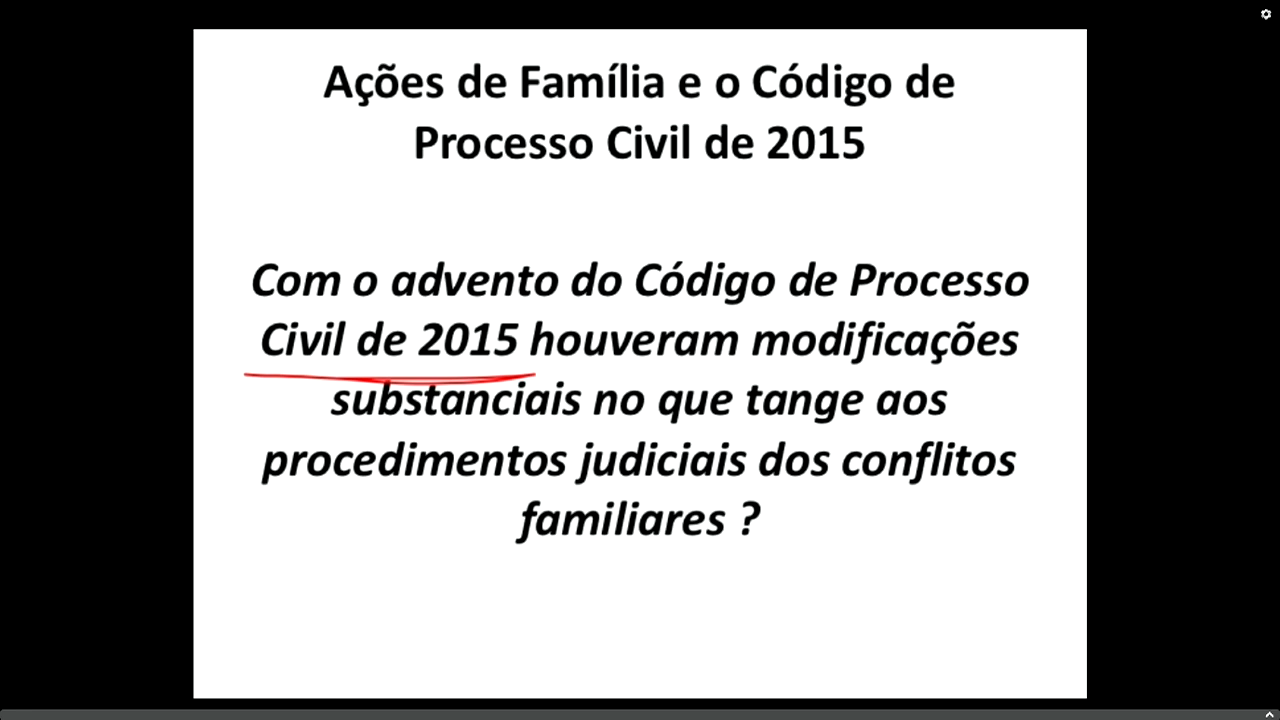 Ações de Família e o Código de
Processo Civil de 2015
Com o advento do Código de Processo
Civil de 2015 houveram modificações
substanciais no que tange aos
procedimentos judiciais dos conflitos
familiares ?